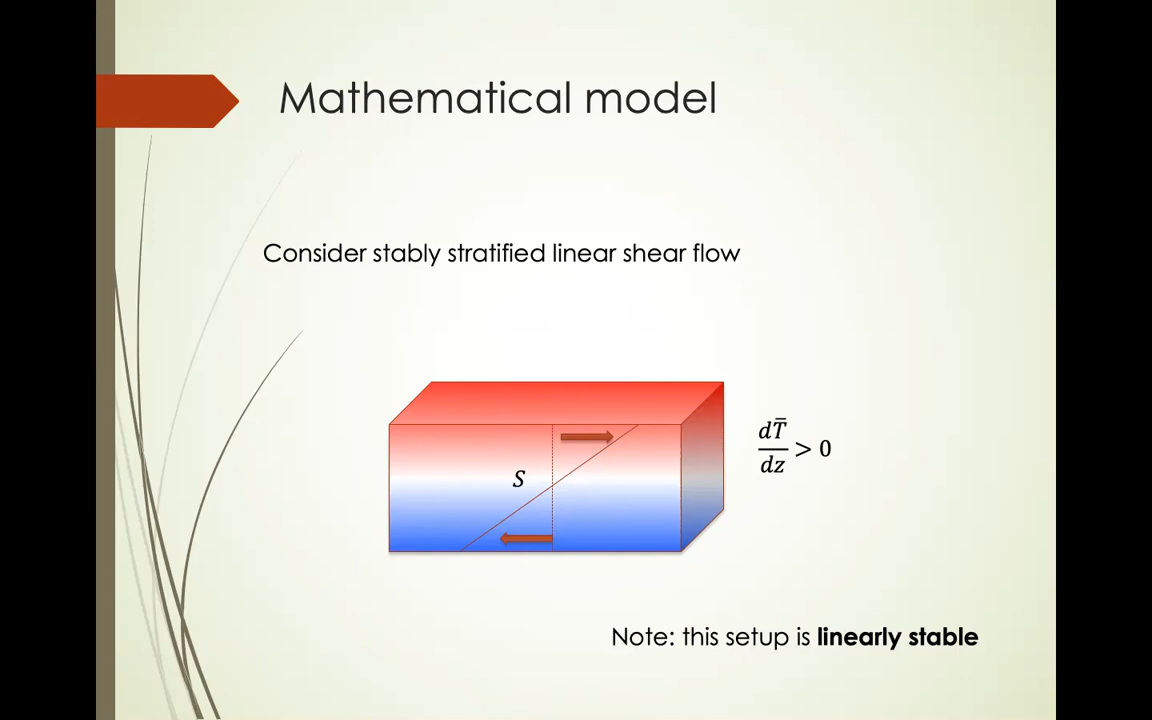 Mathematical model
Consider stably stratified linear shear flow
S
dT̄/dz > 0
Note: this setup is linearly stable